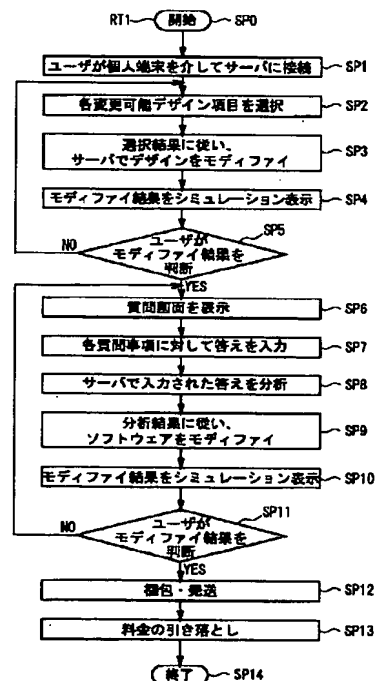 RT1 開始 SP0
ユーザが個人端末を介してサーバに接続 SP1
各変更可能デザイン項目を選択 SP2
選択結果に従い、
サーバでデザインをモディファイ SP3
モディファイ結果をシミュレーション表示 SP4
SP5
NO ユーザが
モディファイ結果を
判断
YES
質問画面を表示 SP6
各質問事項に対して答えを入力 SP7
サーバで入力された答えを分析 SP8
分析結果に従い、
ソフトウェアをモディファイ SP9
モディファイ結果をシミュレーション表示 SP10
SP11
NO ユーザが
モディファイ結果を
判断
YES
梱包・発送 SP12
料金の引き落とし SP13
終了 SP14